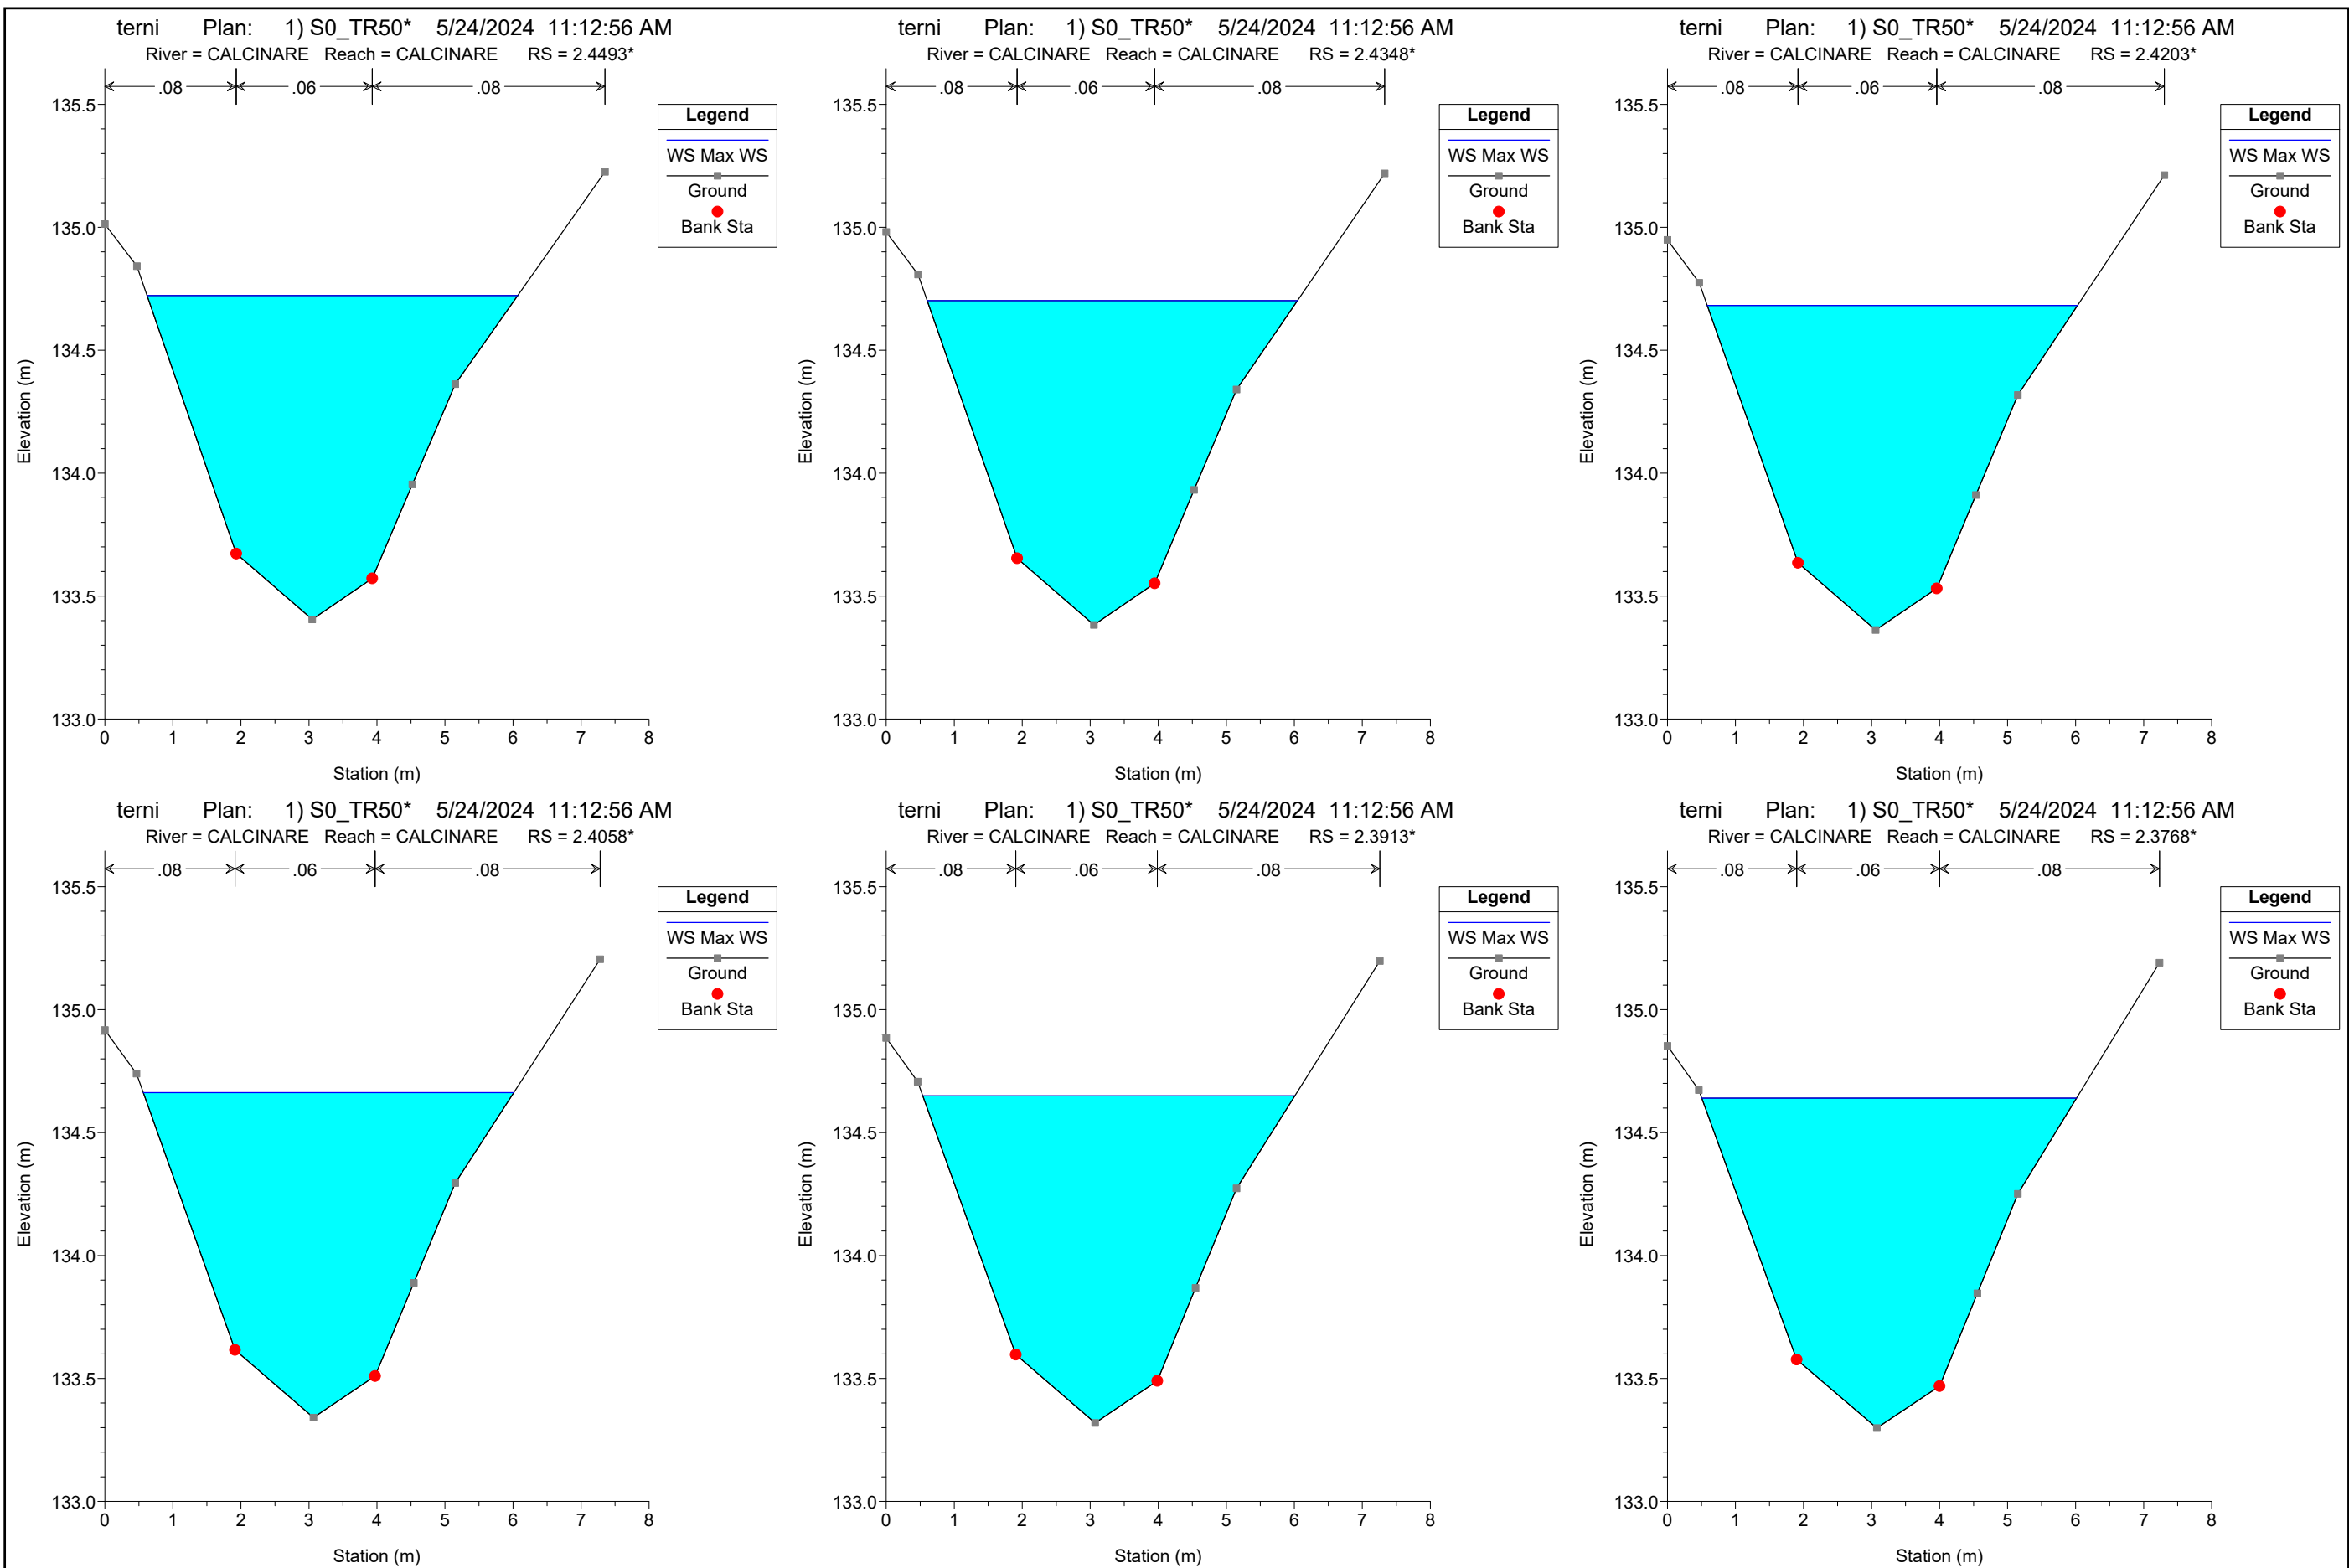 terni Plan: 1) S0_TR50* 5/24/2024 11:12:56 AM
River = CALCINARE Reach = CALCINARE RS = 2.4493*
.08 .06 .08
Legend
WS Max WS
Ground
Bank Sta
135.5
135.0
134.5
134.0
133.5
133.0
Elevation (m)
0 1 2 3 4 5 6 7 8
Station (m)
terni Plan: 1) S0_TR50* 5/24/2024 11:12:56 AM
River = CALCINARE Reach = CALCINARE RS = 2.4348*
.08 .06 .08
Legend
WS Max WS
Ground
Bank Sta
135.5
135.0
134.5
134.0
133.5
133.0
Elevation (m)
0 1 2 3 4 5 6 7 8
Station (m)
terni Plan: 1) S0_TR50* 5/24/2024 11:12:56 AM
River = CALCINARE Reach = CALCINARE RS = 2.4203*
.08 .06 .08
Legend
WS Max WS
Ground
Bank Sta
135.5
135.0
134.5
134.0
133.5
133.0
Elevation (m)
0 1 2 3 4 5 6 7 8
Station (m)
terni Plan: 1) S0_TR50* 5/24/2024 11:12:56 AM
River = CALCINARE Reach = CALCINARE RS = 2.4058*
.08 .06 .08
Legend
WS Max WS
Ground
Bank Sta
135.5
135.0
134.5
134.0
133.5
133.0
Elevation (m)
0 1 2 3 4 5 6 7 8
Station (m)
terni Plan: 1) S0_TR50* 5/24/2024 11:12:56 AM
River = CALCINARE Reach = CALCINARE RS = 2.3913*
.08 .06 .08
Legend
WS Max WS
Ground
Bank Sta
135.5
135.0
134.5
134.0
133.5
133.0
Elevation (m)
0 1 2 3 4 5 6 7 8
Station (m)
terni Plan: 1) S0_TR50* 5/24/2024 11:12:56 AM
River = CALCINARE Reach = CALCINARE RS = 2.3768*
.08 .06 .08
Legend
WS Max WS
Ground
Bank Sta
135.5
135.0
134.5
134.0
133.5
133.0
Elevation (m)
0 1 2 3 4 5 6 7 8
Station (m)